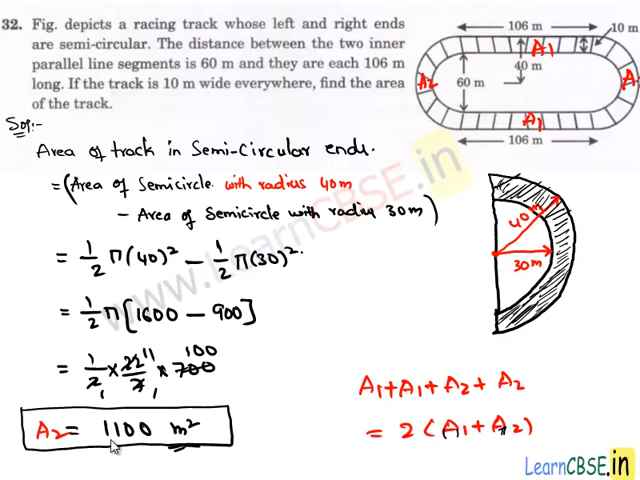 32. Fig. depicts a racing track whose left and right ends
are semi-circular. The distance between the two inner
parallel line segments is 60 m and they are each 106 m
long. If the track is 10 m wide everywhere, find the area
of the track.
106 m
10 m
A1
40 m
A2
60 m
A
A1
106 m
Sol:-
Area of track in Semi-Circular ends.
= (Area of Semicircle with radius 40m
- Area of Semicircle with radius 30m)
= 1/2 π(40)² - 1/2 π(30)².
= 1/2 π[1600 - 900]
= 1/2 × 22/7 × 700
11 100
1 1
A2 = 1100 m²
40 m
30 m
A1+A1+A2+A2
= 2(A1+A2)
www.LearnCBSE.in
LearnCBSE.in